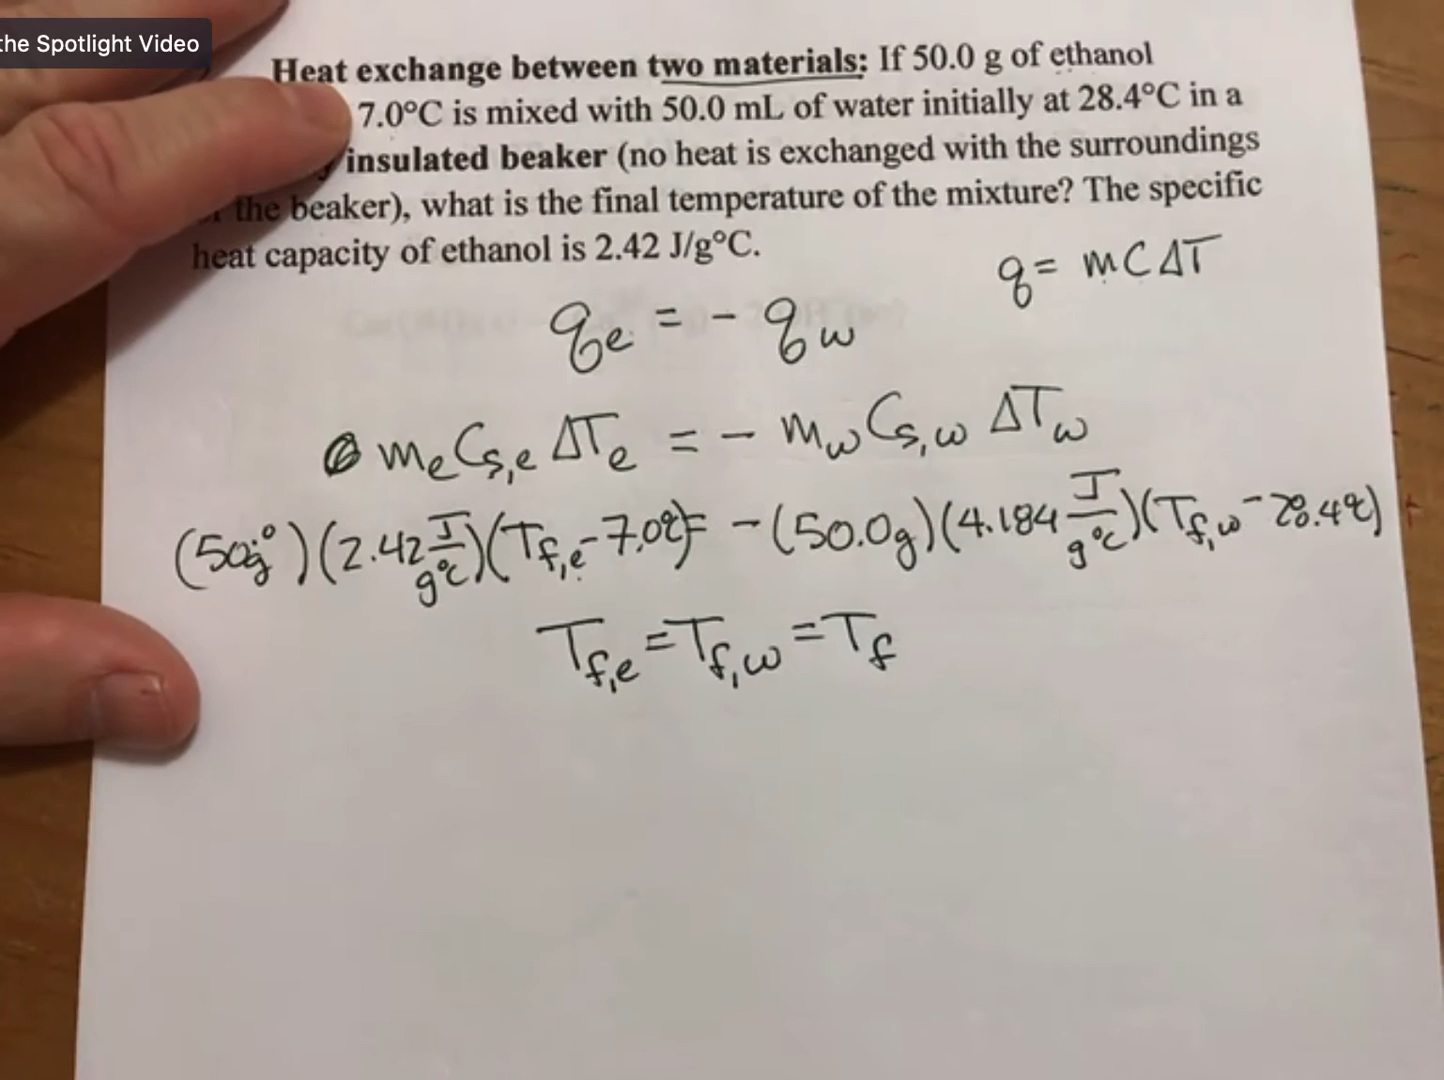 the Spotlight Video
Heat exchange between two materials: If 50.0 g of ethanol
7.0°C is mixed with 50.0 mL of water initially at 28.4°C in a
insulated beaker (no heat is exchanged with the surroundings
the beaker), what is the final temperature of the mixture? The specific
heat capacity of ethanol is 2.42 J/g°C.
q = mCΔT
qe = - qw
meCs,e ΔTe = - mwCs,w ΔTw
(50.0g)(2.42 J/g°C)(Tf,e - 7.0°C) = -(50.0g)(4.184 J/g°C)(Tf,w - 28.4°C)
Tf,e = Tf,w = Tf